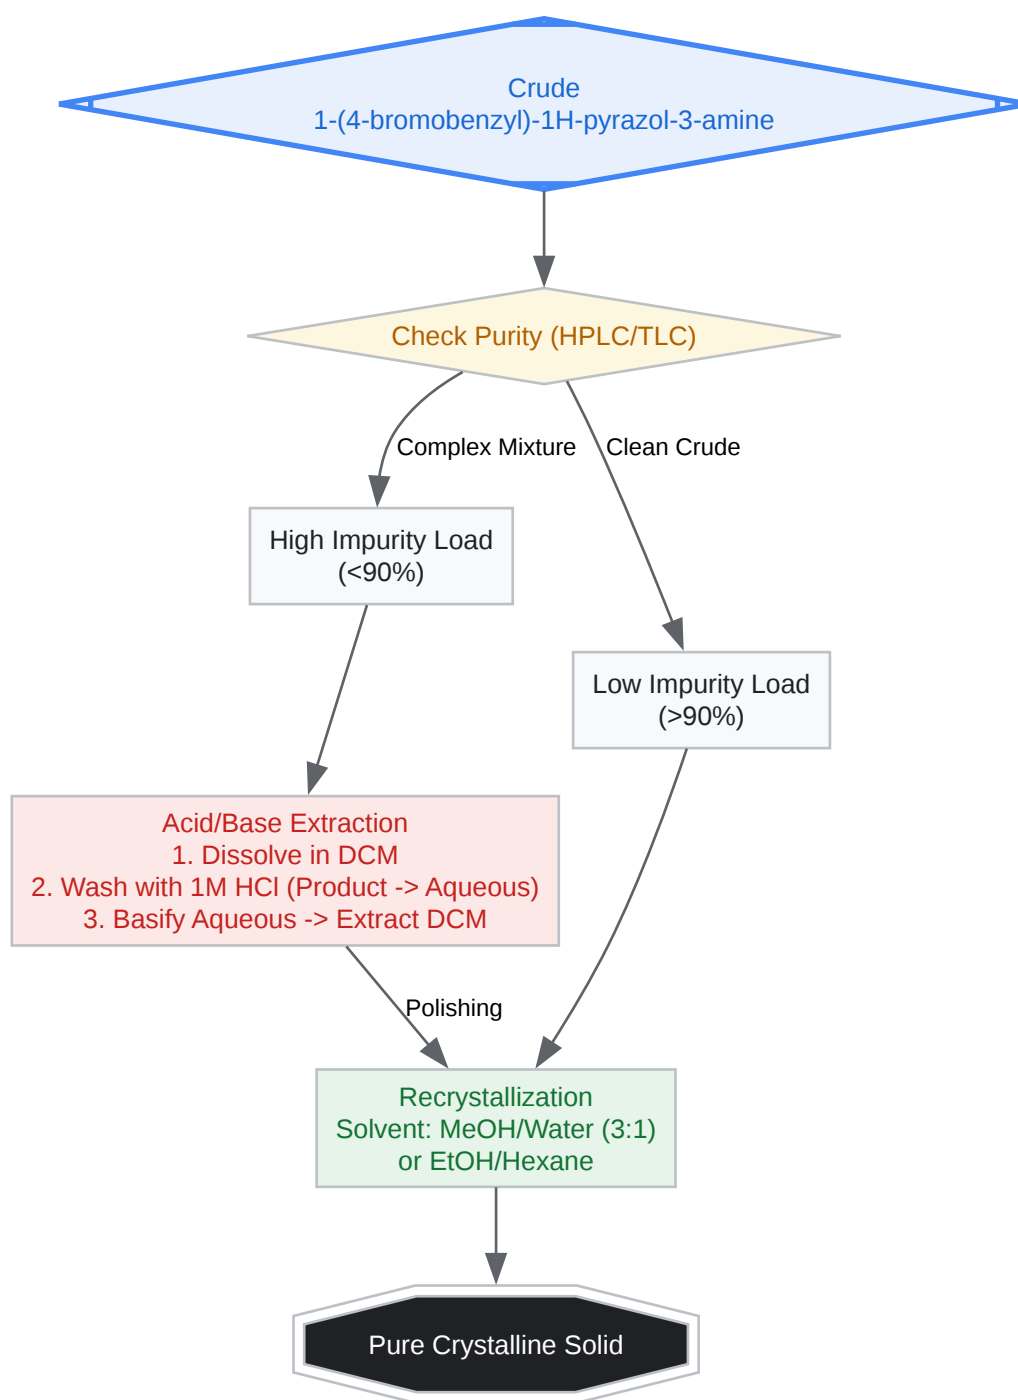 Crude
1-(4-bromobenzyl)-1H-pyrazol-3-amine
Check Purity (HPLC/TLC)
Complex Mixture
Clean Crude
High Impurity Load
(<90%)
Low Impurity Load
(>90%)
Acid/Base Extraction
1. Dissolve in DCM
2. Wash with 1M HCl (Product -> Aqueous)
3. Basify Aqueous -> Extract DCM
Polishing
Recrystallization
Solvent: MeOH/Water (3:1)
or EtOH/Hexane
Pure Crystalline Solid